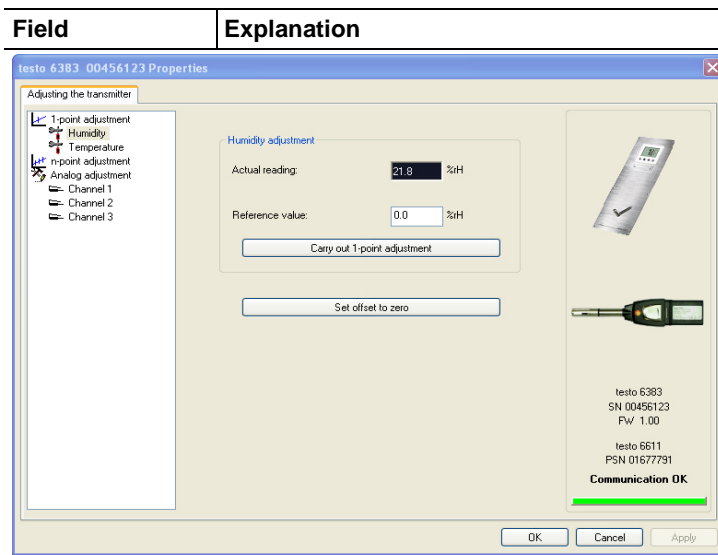 Field Explanation
testo 6383 00456123 Properties
Adjusting the transmitter
1-point adjustment
Humidity
Temperature
n-point adjustment
Analog adjustment
Channel 1
Channel 2
Channel 3
Humidity adjustment
Actual reading: 21.8 %rH
Reference value: 0.0 %rH
Carry out 1-point adjustment
Set offset to zero
testo 6383
SN 00456123
FW 1.00
testo 6611
PSN 01677791
Communication OK
OK Cancel Apply